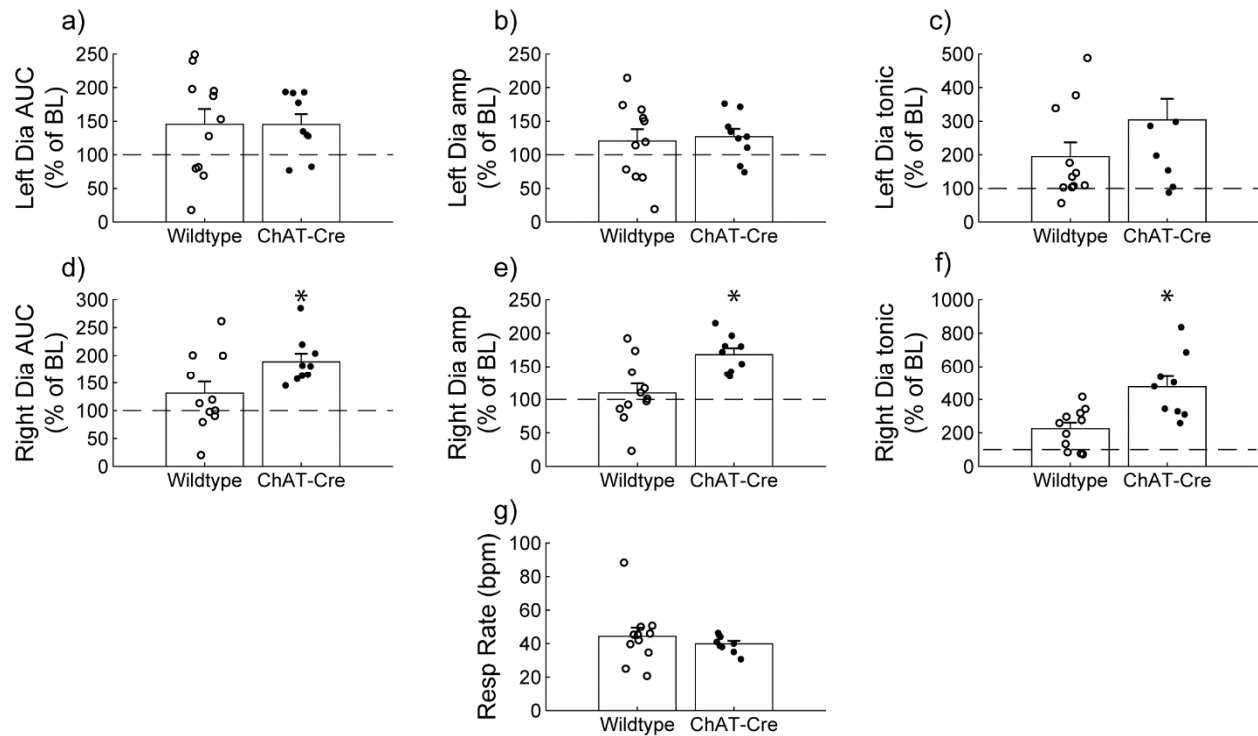 a)
Left Dia AUC
(% of BL)
250
200
150
100
50
0
Wildtype ChAT-Cre
b)
Left Dia amp
(% of BL)
250
200
150
100
50
0
Wildtype ChAT-Cre
c)
Left Dia tonic
(% of BL)
500
400
300
200
100
0
Wildtype ChAT-Cre
d)
Right Dia AUC
(% of BL)
300
250
200
150
100
50
0
*
Wildtype ChAT-Cre
e)
Right Dia amp
(% of BL)
250
200
150
100
50
0
*
Wildtype ChAT-Cre
f)
Right Dia tonic
(% of BL)
1000
800
600
400
200
0
*
Wildtype ChAT-Cre
g)
Resp Rate (bpm)
100
80
60
40
20
0
Wildtype ChAT-Cre